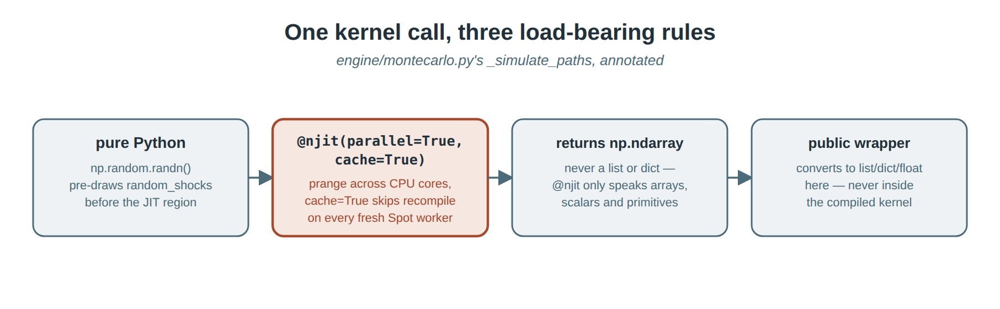 One kernel call, three load-bearing rules
engine/montecarlo.py's _simulate_paths, annotated
pure Python
np.random.randn()
pre-draws random_shocks
before the JIT region
@njit(parallel=True,
cache=True)
prange across CPU cores,
cache=True skips recompile
on every fresh Spot worker
returns np.ndarray
never a list or dict —
@njit only speaks arrays,
scalars and primitives
public wrapper
converts to list/dict/float
here — never inside
the compiled kernel